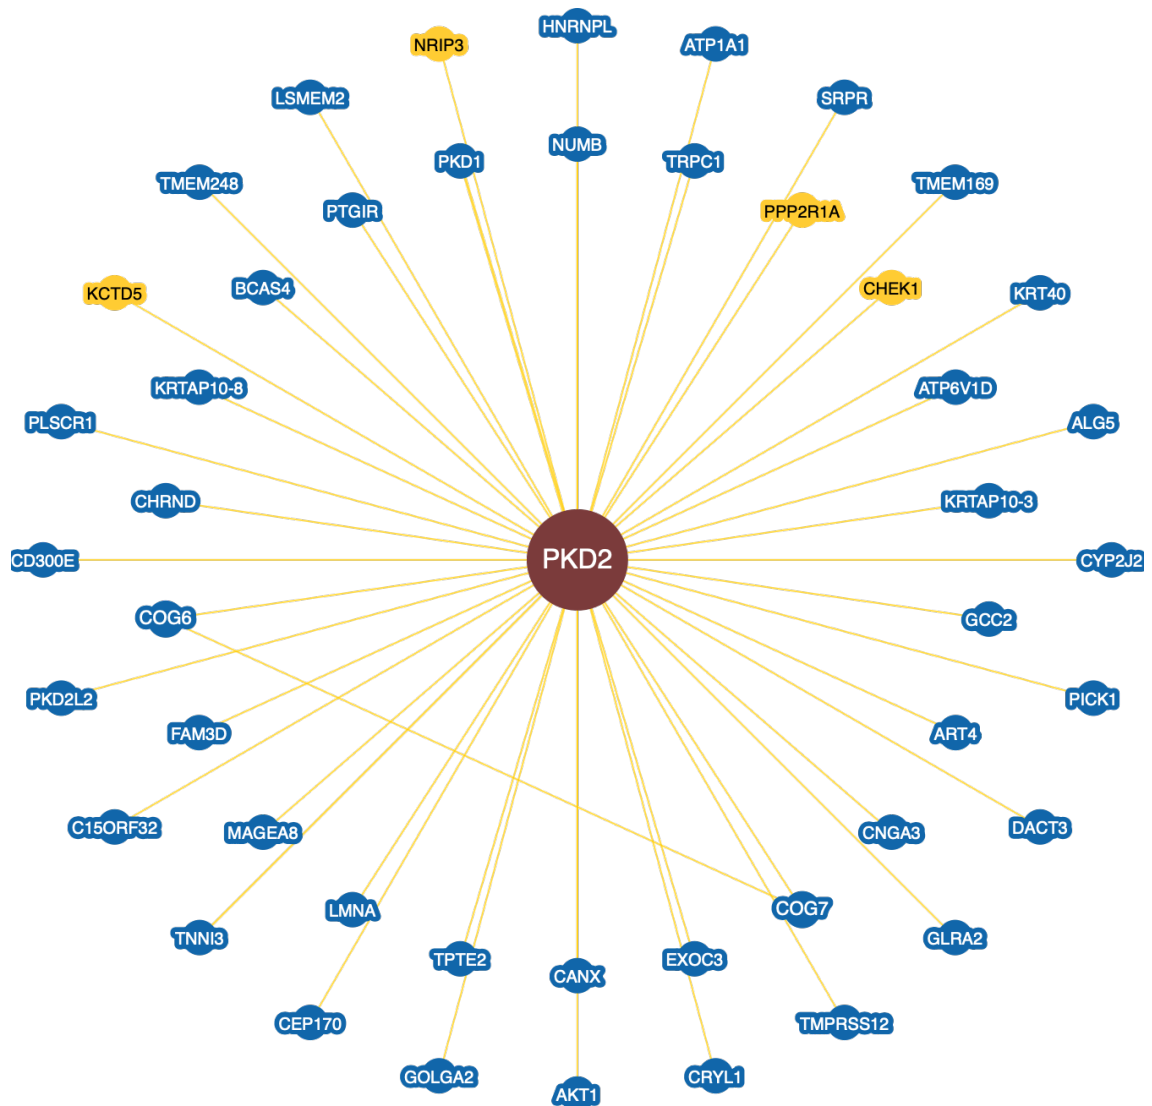 HNRNPL
NRIP3
ATP1A1
LSMEM2
SRPR
NUMB
PKD1
TRPC1
TMEM248
TMEM169
PTGIR
PPP2R1A
KCTD5
BCAS4
CHEK1
KRT40
KRTAP10-8
ATP6V1D
PLSCR1
ALG5
CHRND
KRTAP10-3
CD300E
PKD2
CYP2J2
COG6
GCC2
PKD2L2
PICK1
FAM3D
ART4
C15ORF32
MAGEA8
CNGA3
DACT3
LMNA
COG7
TNNI3
GLRA2
TPTE2
EXOC3
CANX
CEP170
TMPRSS12
GOLGA2
CRYL1
AKT1